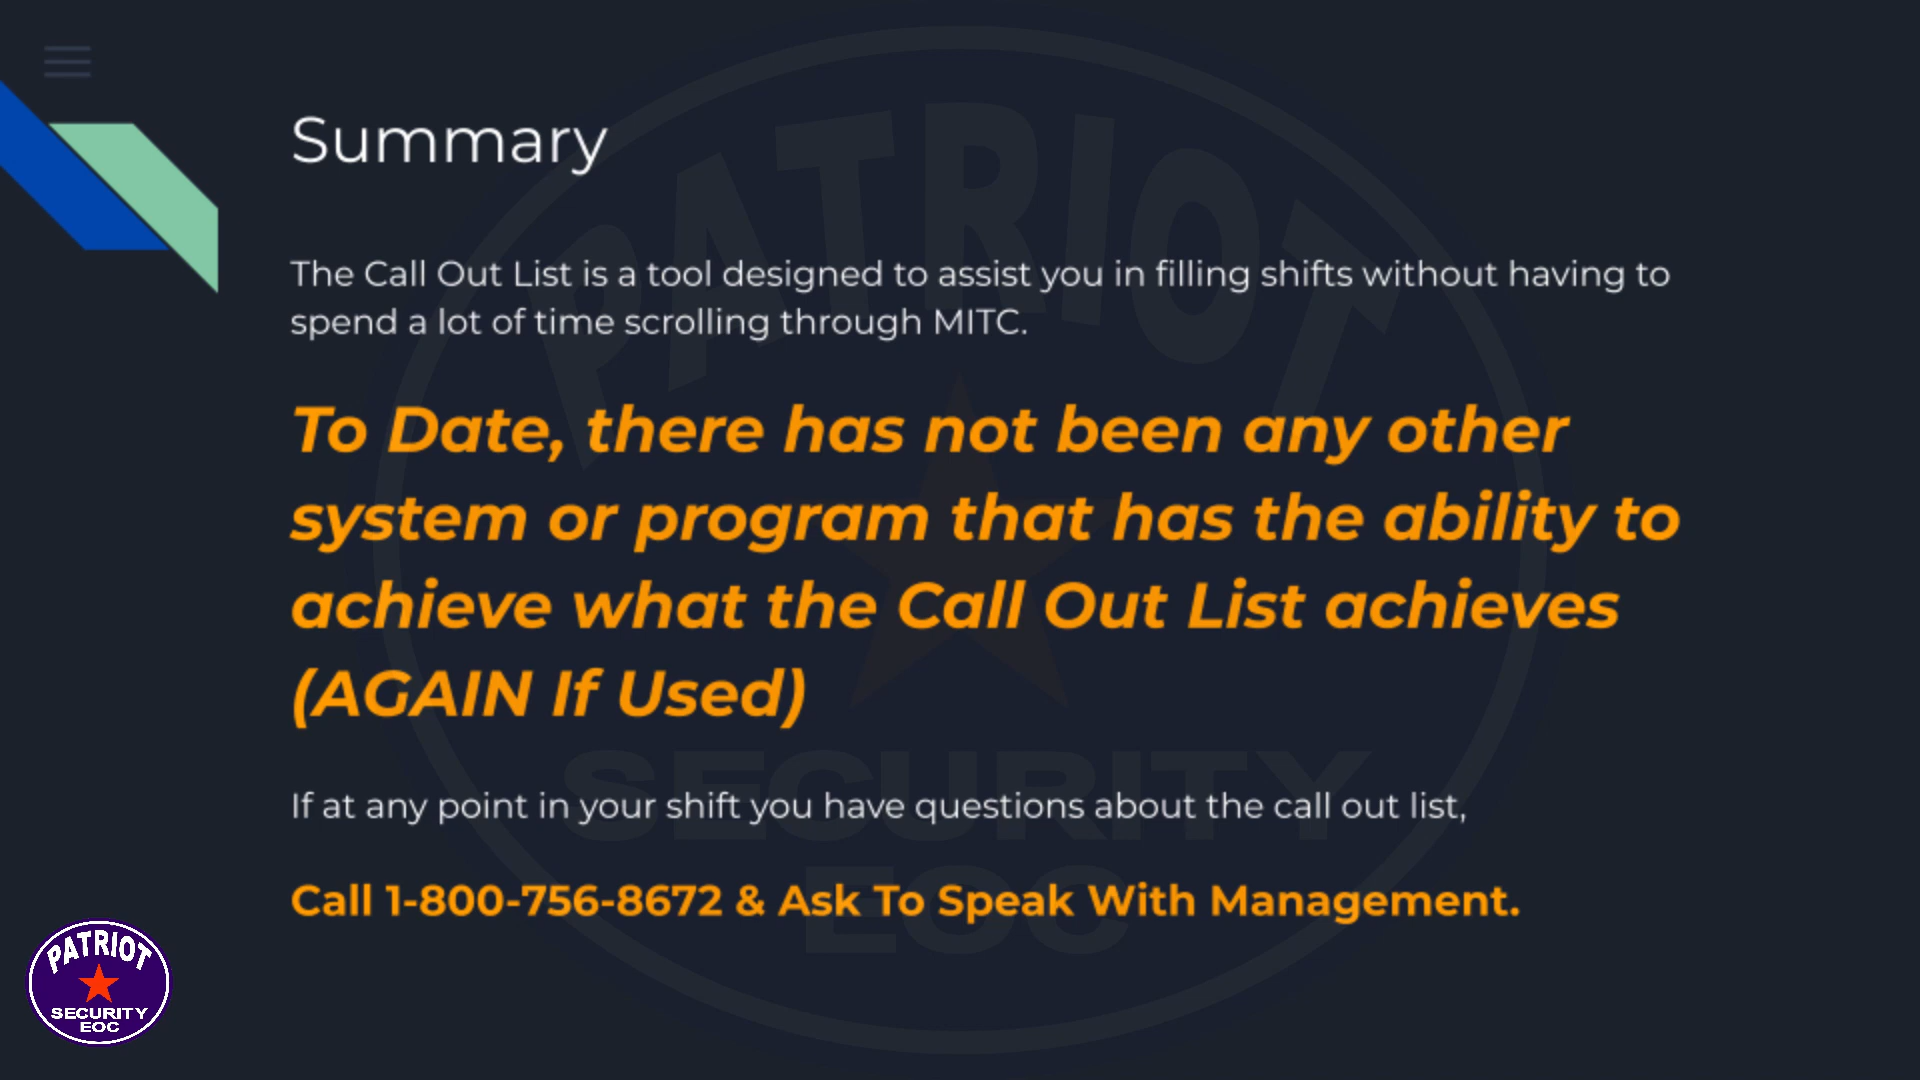 Summary
The Call Out List is a tool designed to assist you in filling shifts without having to
spend a lot of time scrolling through MITC.
To Date, there has not been any other
system or program that has the ability to
achieve what the Call Out List achieves
(AGAIN If Used)
If at any point in your shift you have questions about the call out list,
Call 1-800-756-8672 & Ask To Speak With Management.
PATRIOT
SECURITY
EOC
PATRIOT
SECURITY
EOC